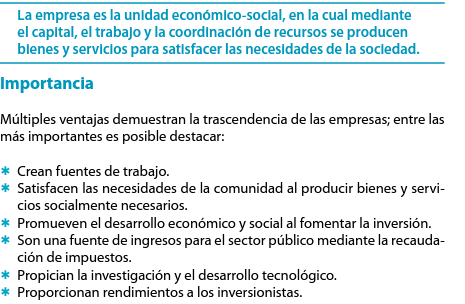 La empresa es la unidad económico-social, en la cual mediante
el capital, el trabajo y la coordinación de recursos se producen
bienes y servicios para satisfacer las necesidades de la sociedad.
Importancia
Múltiples ventajas demuestran la trascendencia de las empresas; entre las
más importantes es posible destacar:
* Crean fuentes de trabajo.
* Satisfacen las necesidades de la comunidad al producir bienes y servi-
cios socialmente necesarios.
* Promueven el desarrollo económico y social al fomentar la inversión.
* Son una fuente de ingresos para el sector público mediante la recauda-
ción de impuestos.
* Propician la investigación y el desarrollo tecnológico.
* Proporcionan rendimientos a los inversionistas.